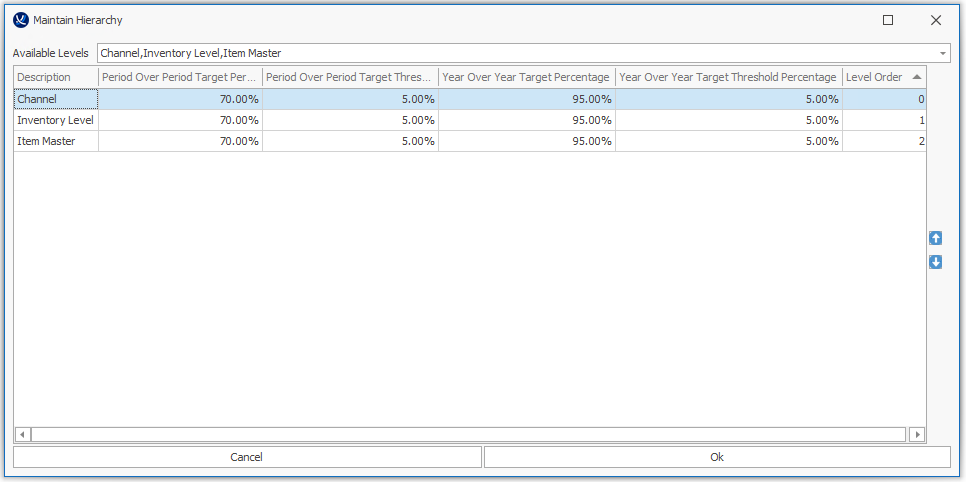 Maintain Hierarchy
Available Levels Channel,Inventory Level,Item Master
Description Period Over Period Target Per... Period Over Period Target Thres... Year Over Year Target Percentage Year Over Year Target Threshold Percentage Level Order
Channel 70.00% 5.00% 95.00% 5.00% 0
Inventory Level 70.00% 5.00% 95.00% 5.00% 1
Item Master 70.00% 5.00% 95.00% 5.00% 2
Cancel Ok